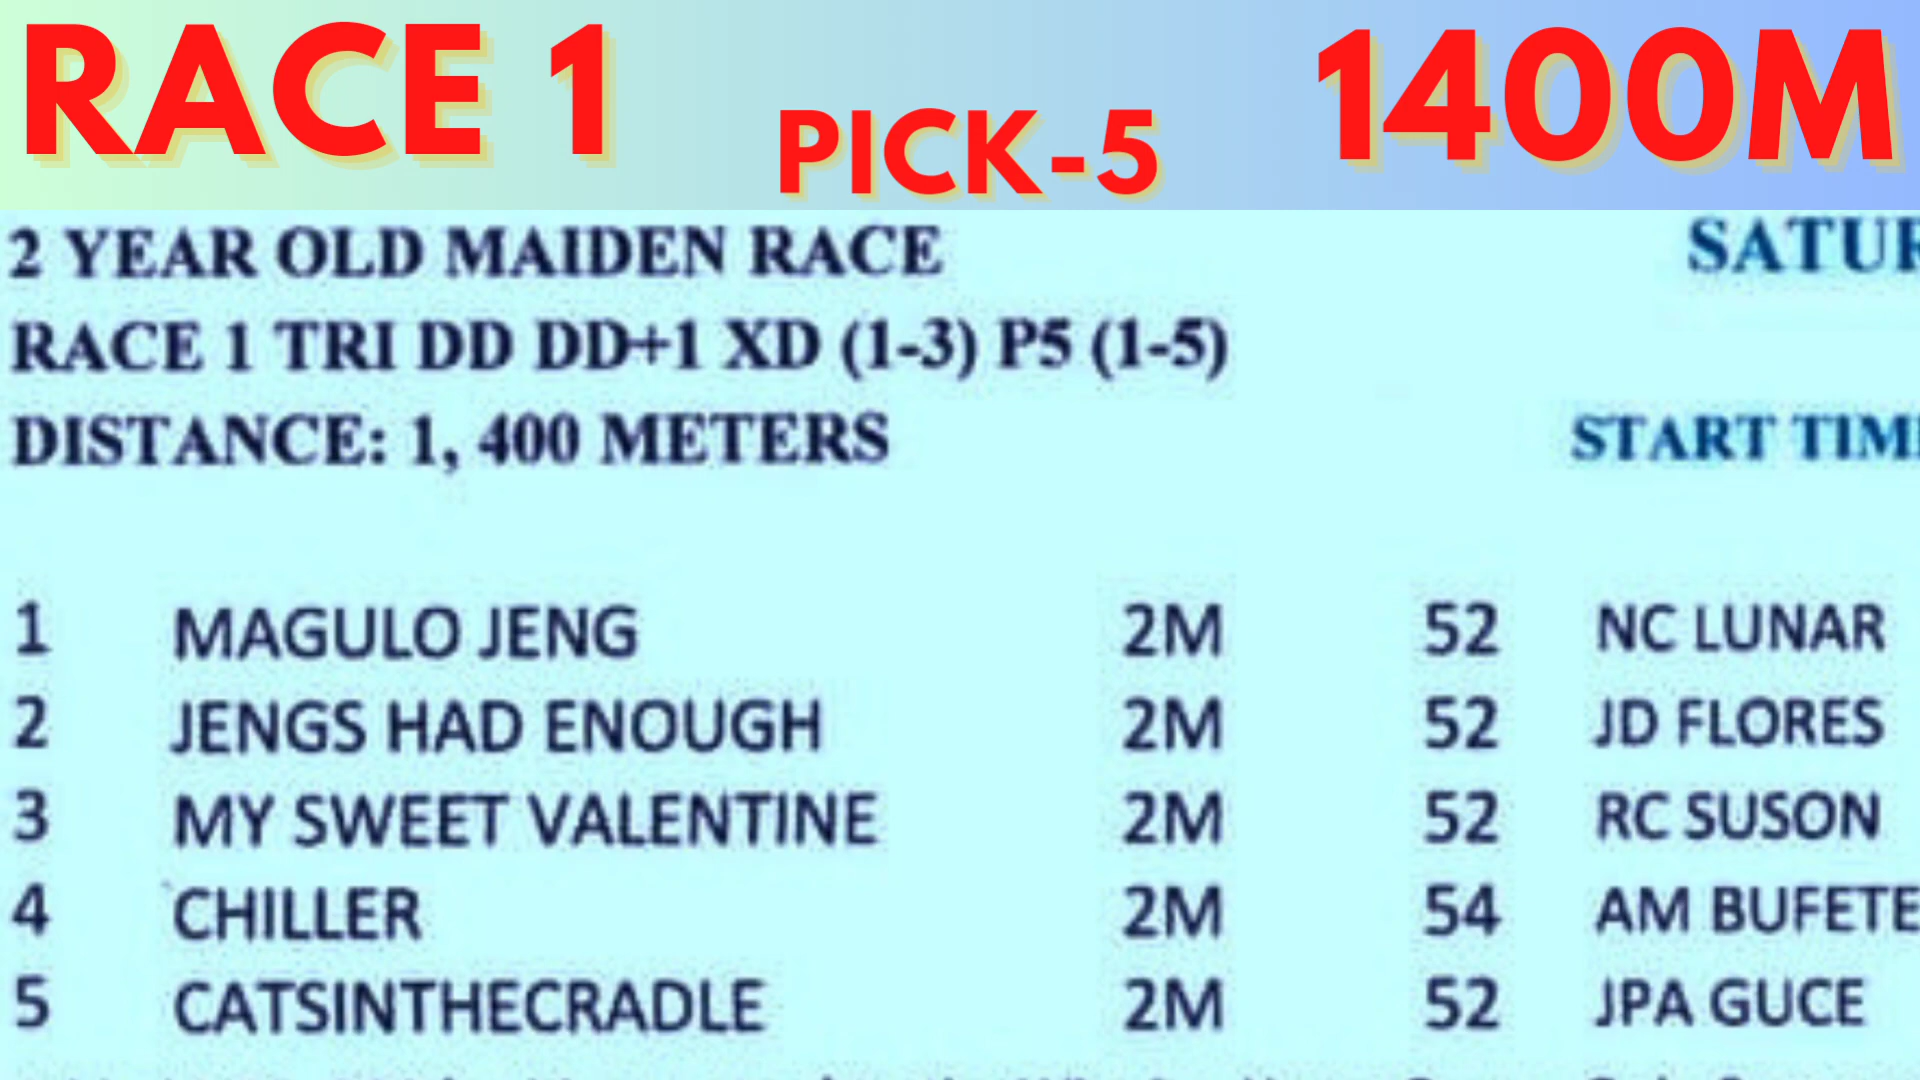 RACE 1
PICK-5
1400M
2 YEAR OLD MAIDEN RACE
RACE 1 TRI DD DD+1 XD (1-3) P5 (1-5)
DISTANCE: 1, 400 METERS START
1 MAGULO JENG 2M 52 NC LUNAR
2 JENGS HAD ENOUGH 2M 52 JD FLORES
3 MY SWEET VALENTINE 2M 52 RC SUSON
4 CHILLER 2M 54 AM BUFETE
5 CATSINTHECRADLE 2M 52 JPA GUCE